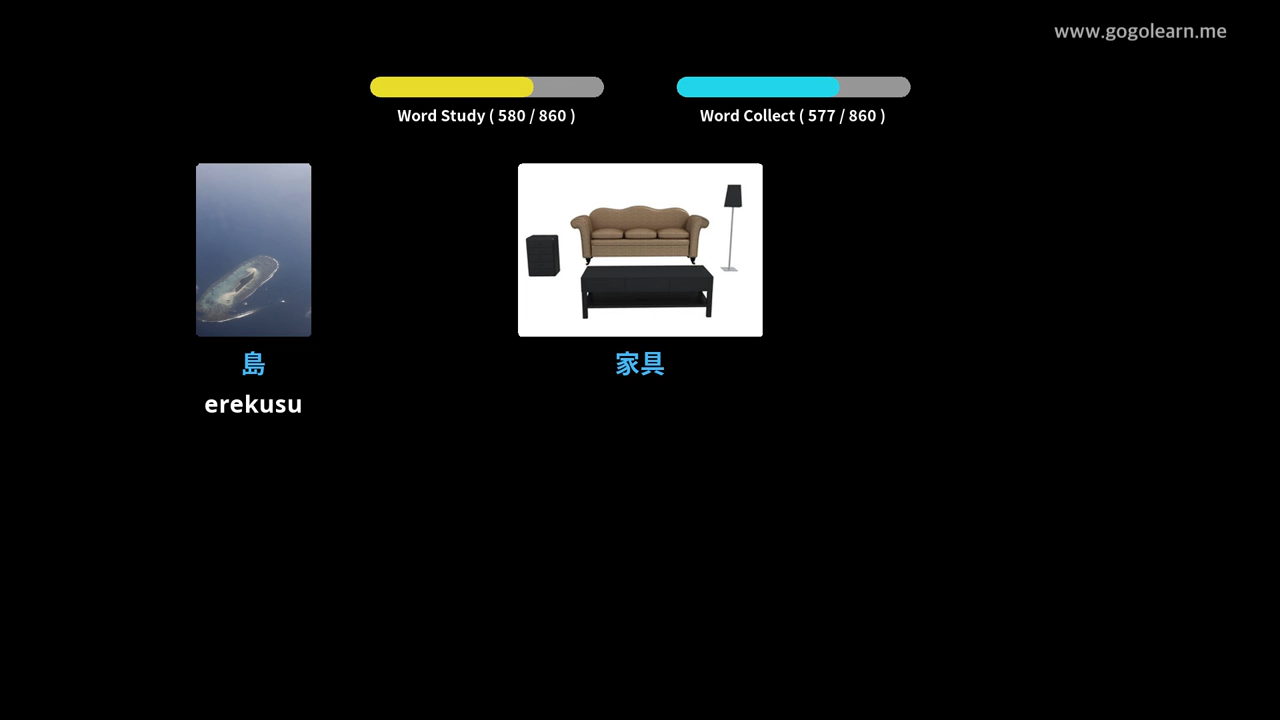 www.gogolearn.me
Word Study ( 580 / 860 )
Word Collect ( 577 / 860 )
島
家具
erekusu